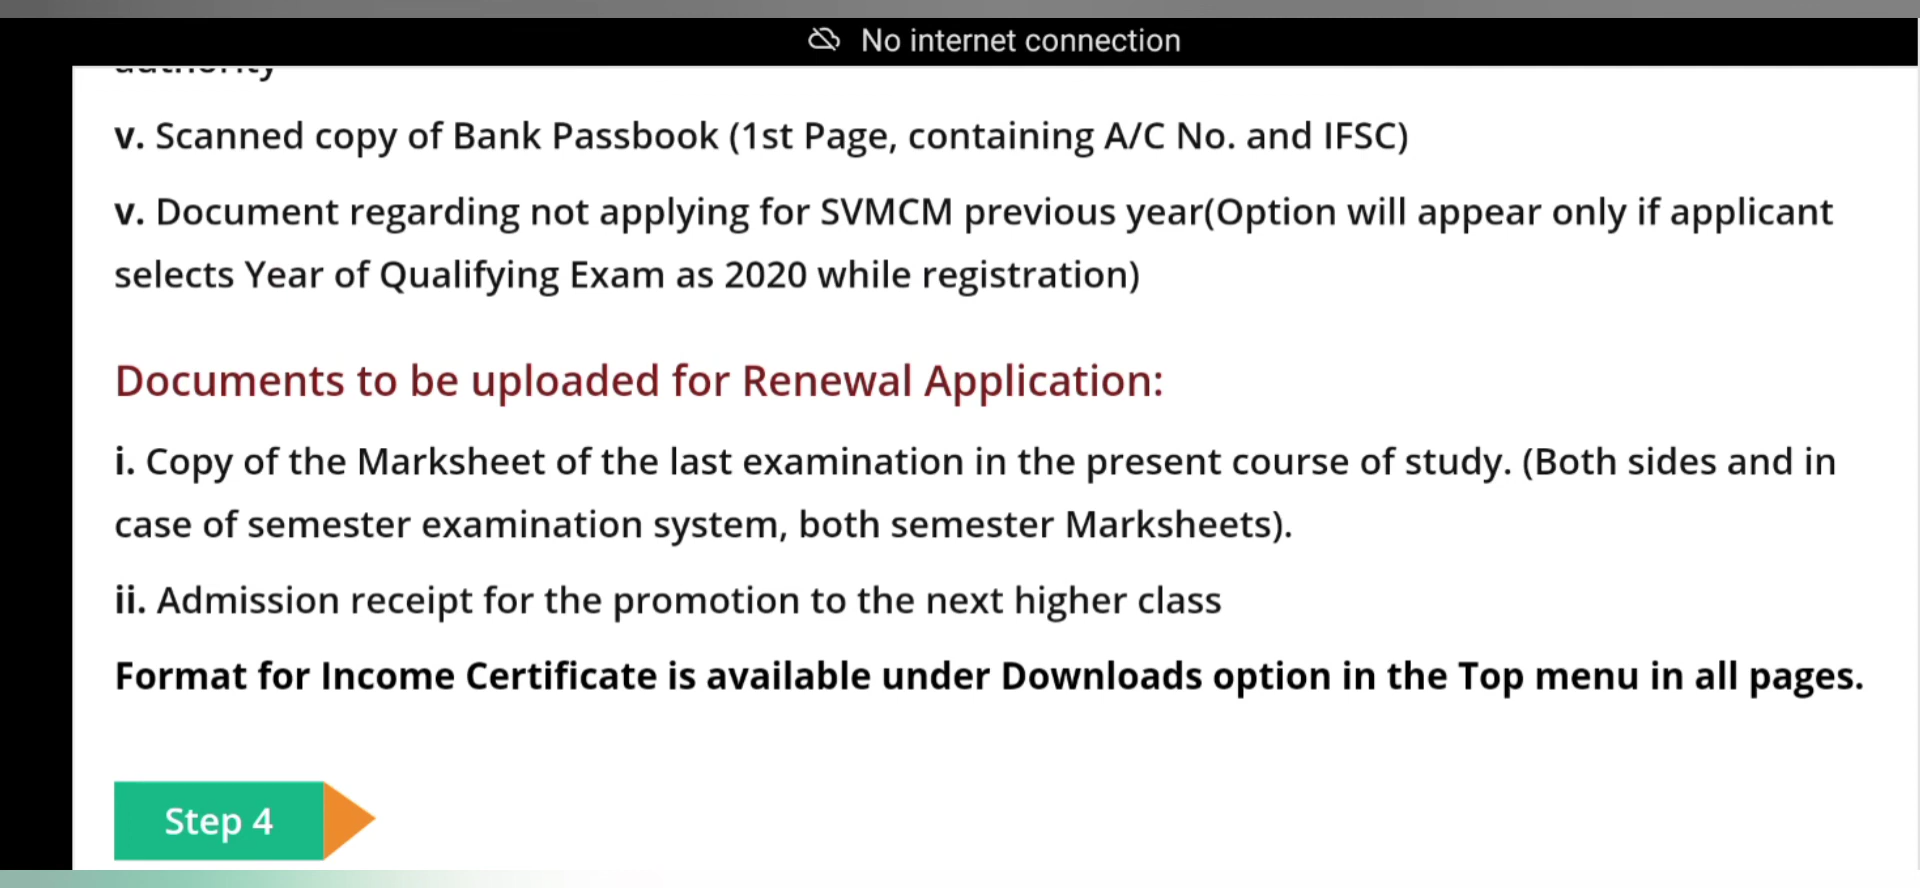 No internet connection
authority
v. Scanned copy of Bank Passbook (1st Page, containing A/C No. and IFSC)
v. Document regarding not applying for SVMCM previous year(Option will appear only if applicant
selects Year of Qualifying Exam as 2020 while registration)
Documents to be uploaded for Renewal Application:
i. Copy of the Marksheet of the last examination in the present course of study. (Both sides and in
case of semester examination system, both semester Marksheets).
ii. Admission receipt for the promotion to the next higher class
Format for Income Certificate is available under Downloads option in the Top menu in all pages.
Step 4